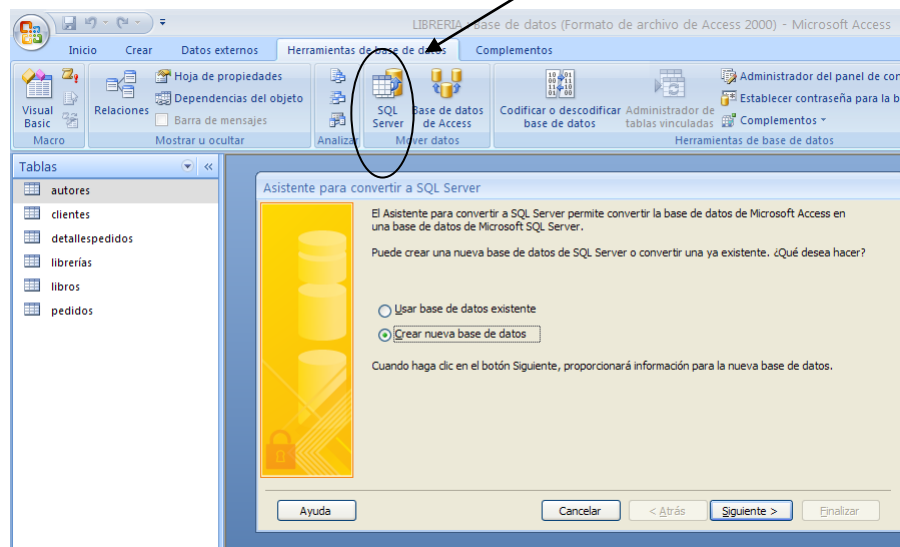 LIBRERIA : Base de datos (Formato de archivo de Access 2000) - Microsoft Access
Inicio Crear Datos externos Herramientas de base de datos Complementos
Visual Basic
Relaciones
Hoja de propiedades
Dependencias del objeto
Barra de mensajes
SQL Server
Base de datos de Access
Codificar o descodificar base de datos
Administrador de tablas vinculadas
Administrador del panel de con
Establecer contraseña para la b
Complementos
Macro Mostrar u ocultar Analizar Mover datos Herramientas de base de datos
Tablas
autores
clientes
detallespedidos
librerías
libros
pedidos
Asistente para convertir a SQL Server
El Asistente para convertir a SQL Server permite convertir la base de datos de Microsoft Access en
una base de datos de Microsoft SQL Server.
Puede crear una nueva base de datos de SQL Server o convertir una ya existente. ¿Qué desea hacer?
Usar base de datos existente
Crear nueva base de datos
Cuando haga clic en el botón Siguiente, proporcionará información para la nueva base de datos.
Ayuda Cancelar < Atrás Siguiente > Finalizar